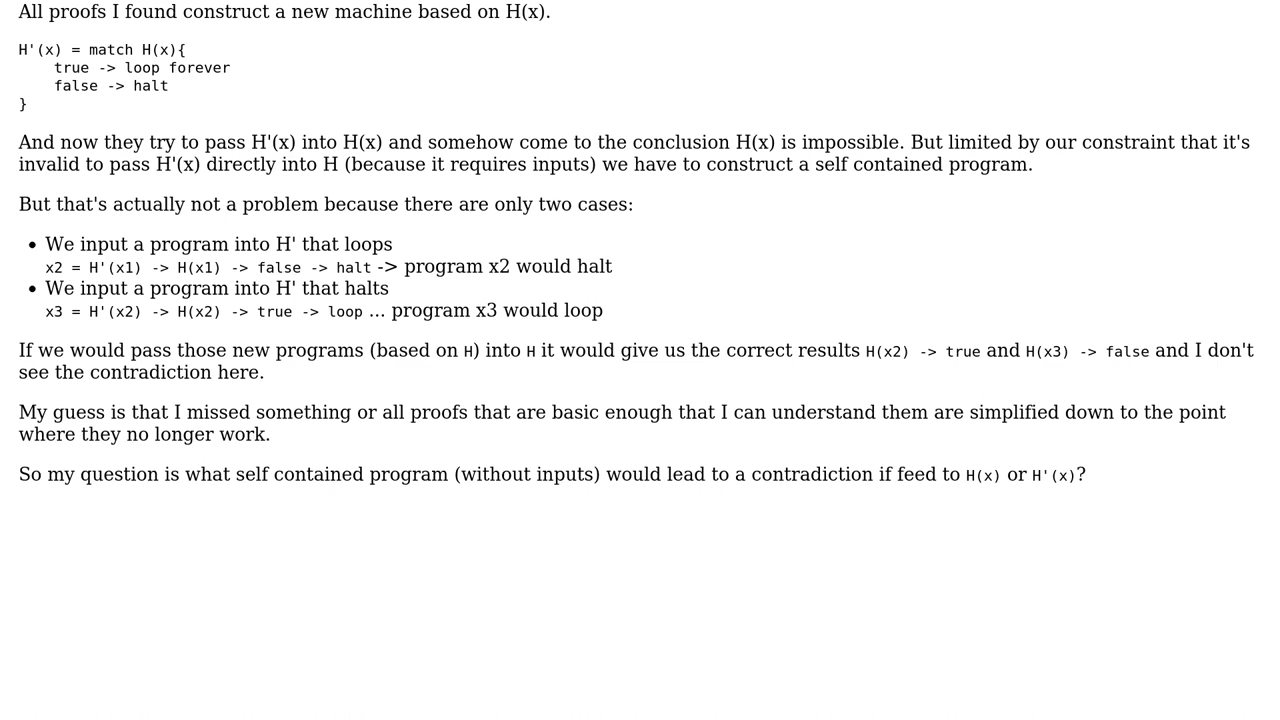 All proofs I found construct a new machine based on H(x).
H'(x) = match H(x){
    true -> loop forever
    false -> halt
}
And now they try to pass H'(x) into H(x) and somehow come to the conclusion H(x) is impossible. But limited by our constraint that it's
invalid to pass H'(x) directly into H (because it requires inputs) we have to construct a self contained program.
But that's actually not a problem because there are only two cases:
• We input a program into H' that loops
x2 = H'(x1) -> H(x1) -> false -> halt -> program x2 would halt
• We input a program into H' that halts
x3 = H'(x2) -> H(x2) -> true -> loop ... program x3 would loop
If we would pass those new programs (based on H) into H it would give us the correct results H(x2) -> true and H(x3) -> false and I don't
see the contradiction here.
My guess is that I missed something or all proofs that are basic enough that I can understand them are simplified down to the point
where they no longer work.
So my question is what self contained program (without inputs) would lead to a contradiction if feed to H(x) or H'(x)?